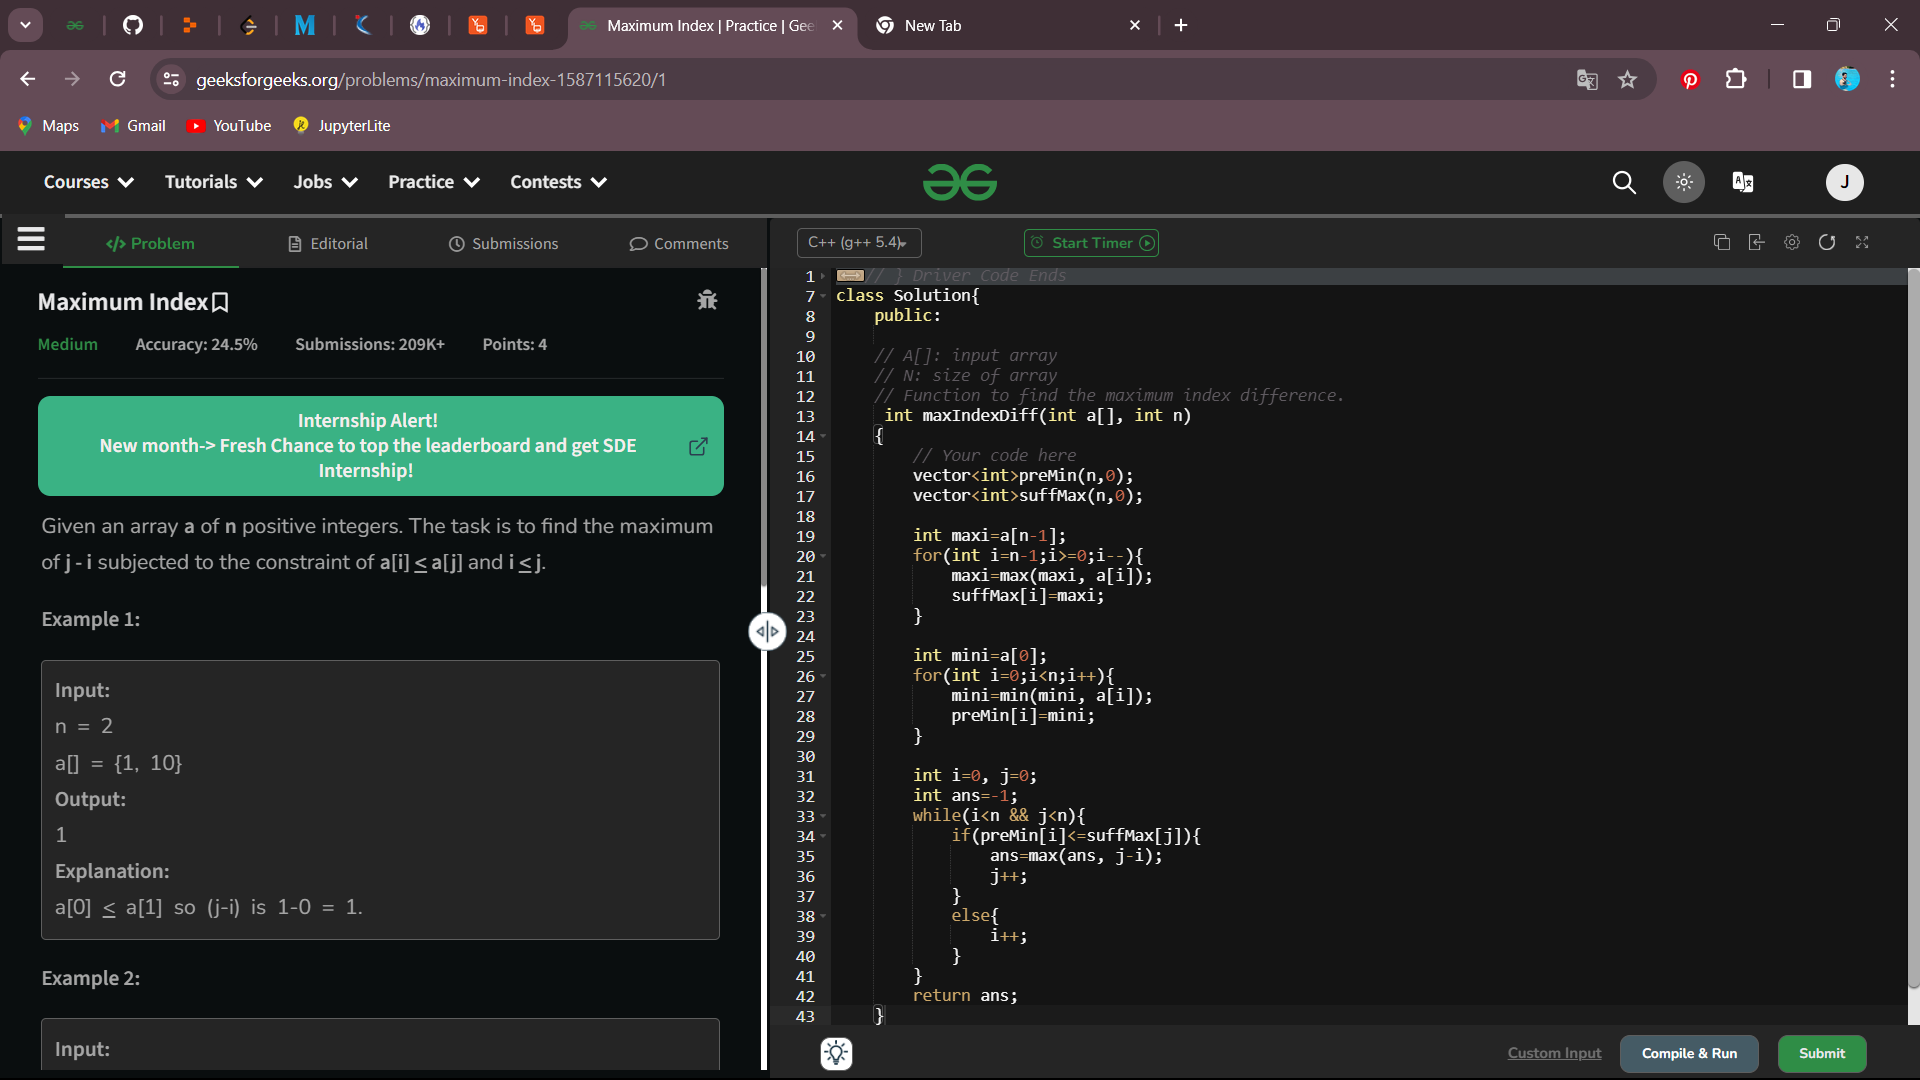 Maximum Index | Practice | Gee
New Tab
geeksforgeeks.org/problems/maximum-index-1587115620/1
Maps
Gmail
YouTube
JupyterLite
Courses
Tutorials
Jobs
Practice
Contests
J
</> Problem
Editorial
Submissions
Comments
C++ (g++ 5.4)
Start Timer
Maximum Index
Medium
Accuracy: 24.5%
Submissions: 209K+
Points: 4
Internship Alert!
New month-> Fresh Chance to top the leaderboard and get SDE
Internship!
Given an array a of n positive integers. The task is to find the maximum
of j - i subjected to the constraint of a[i] < a[j] and i < j.
Example 1:
Input:
n = 2
a[] = {1, 10}
Output:
1
Explanation:
a[0] < a[1] so (j-i) is 1-0 = 1.
Example 2:
Input:
1 // } Driver Code Ends
7 class Solution{
8 public:
9
10 // A[]: input array
11 // N: size of array
12 // Function to find the maximum index difference.
13 int maxIndexDiff(int a[], int n)
14 {
15 // Your code here
16 vector<int>preMin(n,0);
17 vector<int>suffMax(n,0);
18
19 int maxi=a[n-1];
20 for(int i=n-1;i>=0;i--){
21 maxi=max(maxi, a[i]);
22 suffMax[i]=maxi;
23 }
24
25 int mini=a[0];
26 for(int i=0;i<n;i++){
27 mini=min(mini, a[i]);
28 preMin[i]=mini;
29 }
30
31 int i=0, j=0;
32 int ans=-1;
33 while(i<n && j<n){
34 if(preMin[i]<=suffMax[j]){
35 ans=max(ans, j-i);
36 j++;
37 }
38 else{
39 i++;
40 }
41 }
42 return ans;
43 }
Custom Input
Compile & Run
Submit